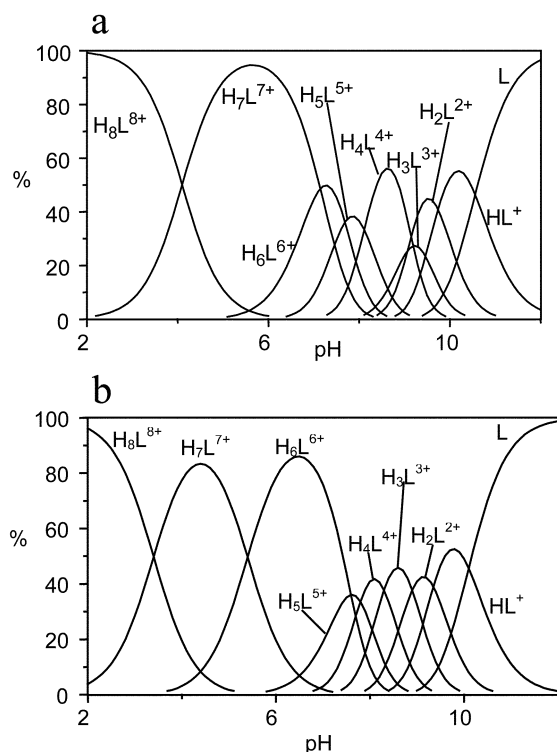 a
100
80
60
40
20
0
%
H₈L⁸⁺
H₇L⁷⁺
H₆L⁶⁺
H₅L⁵⁺
H₄L⁴⁺
H₃L³⁺
H₂L²⁺
HL⁺
L
2 6 10
pH
b
100
80
60
40
20
0
%
H₈L⁸⁺
H₇L⁷⁺
H₆L⁶⁺
H₅L⁵⁺
H₄L⁴⁺
H₃L³⁺
H₂L²⁺
HL⁺
L
2 6 10
pH